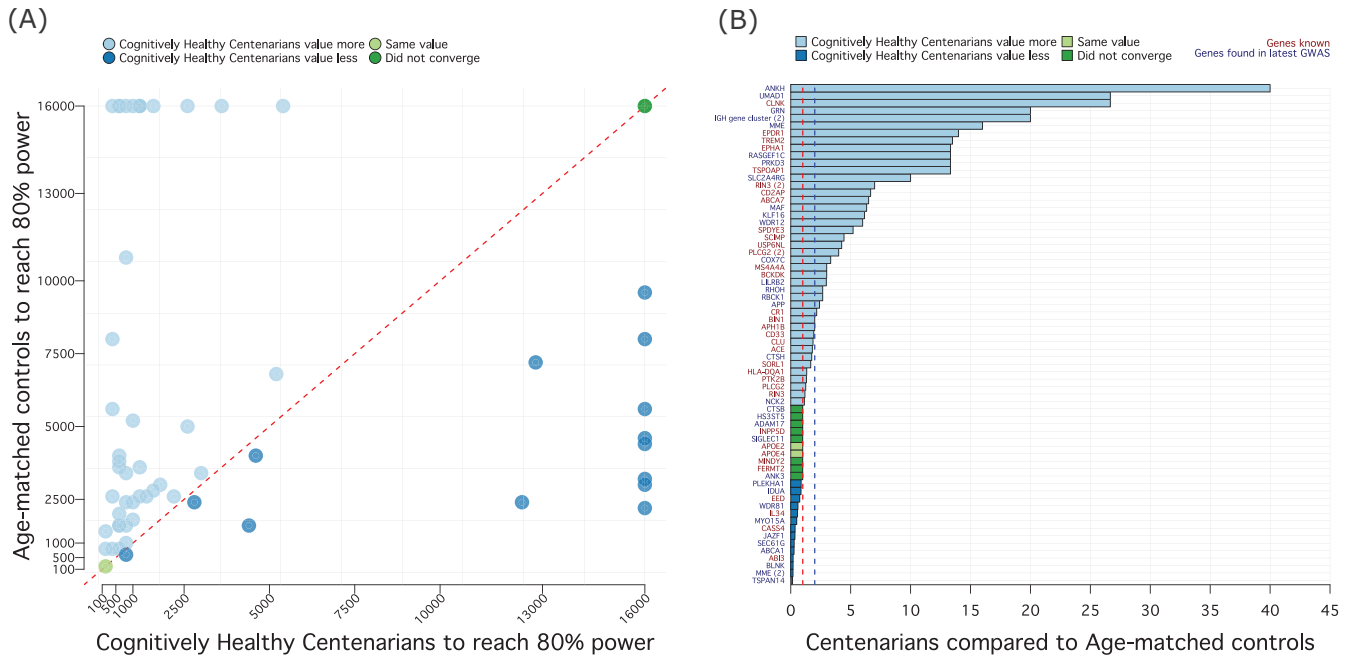 (A)
Cognitively Healthy Centenarians value more
Same value
Cognitively Healthy Centenarians value less
Did not converge
Age-matched controls to reach 80% power
16000
13000
10000
7500
5000
2500
1000
500
100
100
500
1000
2500
5000
7500
10000
13000
16000
Cognitively Healthy Centenarians to reach 80% power
(B)
Cognitively Healthy Centenarians value more
Same value
Genes known
Cognitively Healthy Centenarians value less
Did not converge
Genes found in latest GWAS
ANKH
UMAD1
CLNK
GRN
IGH gene cluster (2)
MME
EPDR1
TREM2
EPHA1
RASGEF1C
PRKD3
TSPOAP1
SLC2A4RG
RIN3 (2)
CD2AP
ABCA7
MAF
KLF16
WDR12
SPDYE3
SCIMP
USP6NL
PLCG2 (2)
COX7C
MS4A4A
BCKDK
LILRB2
RHOH
RBCK1
APP
CR1
BIN1
APH1B
CD33
CLU
ACE
CTSH
SORL1
HLA-DQA1
PTK2B
PLCG2
RIN3
NCK2
CTSB
HS3ST5
ADAM17
INPP5D
SIGLEC11
APOE2
APOE4
MINDY2
FERMT2
ANK3
PLEKHA1
IDUA
EED
WDR81
IL34
MYO15A
CASS4
JAZF1
SEC61G
ABCA1
ABI3
BLNK
MME (2)
TSPAN14
0
5
10
15
20
25
30
35
40
45
Centenarians compared to Age-matched controls